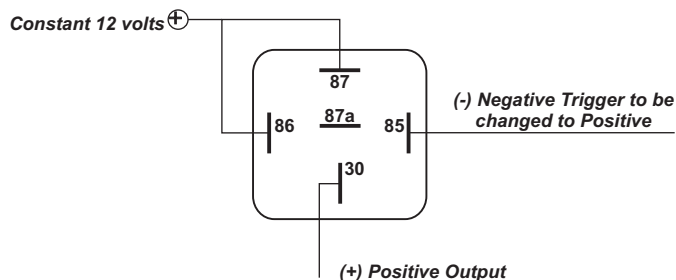 Constant 12 volts
87
(-) Negative Trigger to be
changed to Positive
86
87a
85
30
(+) Positive Output